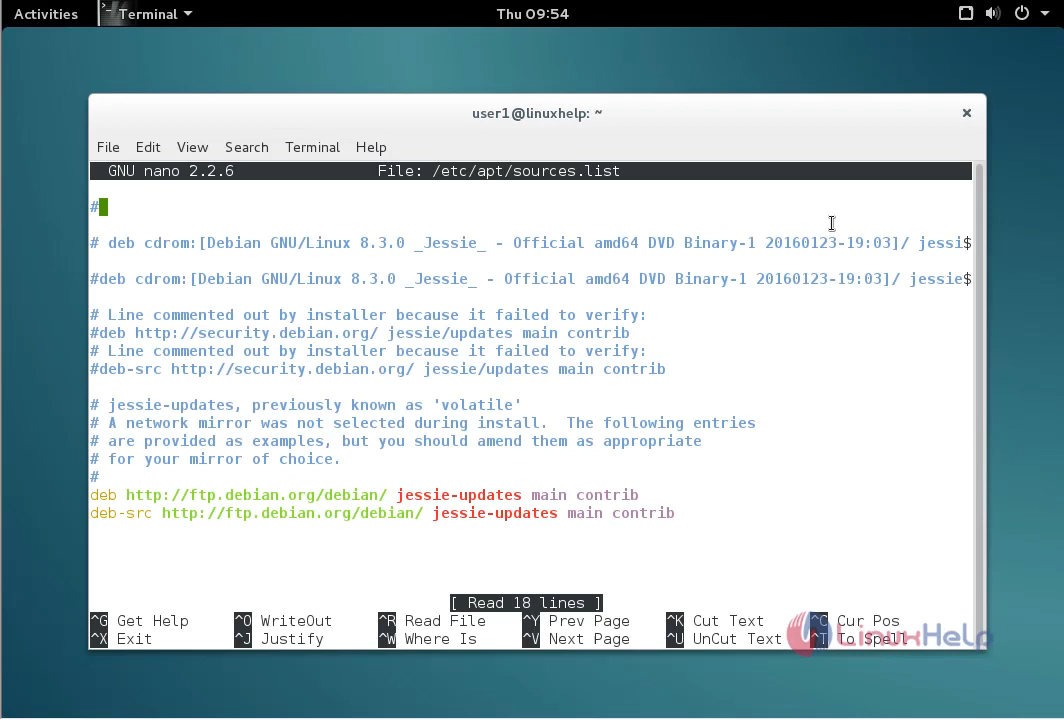 Activities Terminal Thu 09:54
user1@linuxhelp: ~
File Edit View Search Terminal Help
GNU nano 2.2.6 File: /etc/apt/sources.list
#
# deb cdrom:[Debian GNU/Linux 8.3.0 _Jessie_ - Official amd64 DVD Binary-1 20160123-19:03]/ jessi$
#deb cdrom:[Debian GNU/Linux 8.3.0 _Jessie_ - Official amd64 DVD Binary-1 20160123-19:03]/ jessie$
# Line commented out by installer because it failed to verify:
#deb http://security.debian.org/ jessie/updates main contrib
# Line commented out by installer because it failed to verify:
#deb-src http://security.debian.org/ jessie/updates main contrib
# jessie-updates, previously known as 'volatile'
# A network mirror was not selected during install.  The following entries
# are provided as examples, but you should amend them as appropriate
# for your mirror of choice.
#
deb http://ftp.debian.org/debian/ jessie-updates main contrib
deb-src http://ftp.debian.org/debian/ jessie-updates main contrib
[ Read 18 lines ]
^G Get Help ^O WriteOut ^R Read File ^Y Prev Page ^K Cut Text ^C Cur Pos
^X Exit ^J Justify ^W Where Is ^V Next Page ^U UnCut Text ^T To Spell
LinuxHelp